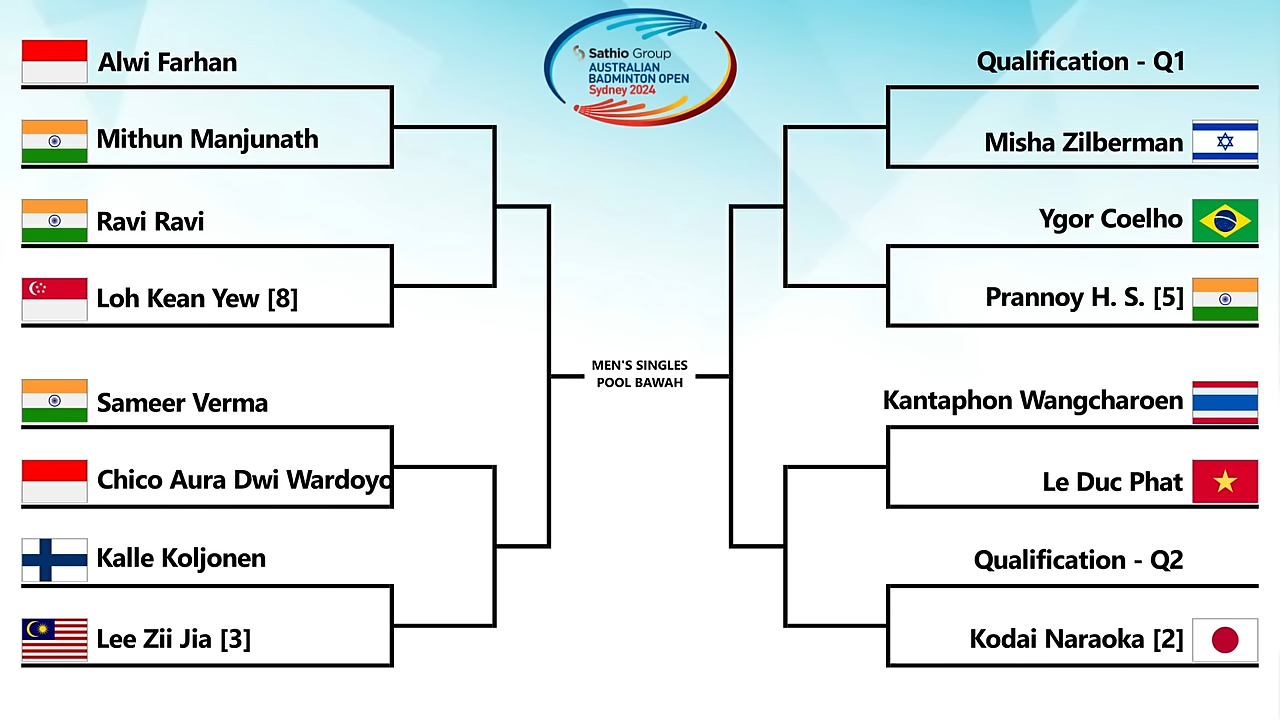 Sathio Group
AUSTRALIAN
BADMINTON OPEN
Sydney 2024
Alwi Farhan
Mithun Manjunath
Ravi Ravi
Loh Kean Yew [8]
Sameer Verma
Chico Aura Dwi Wardoyo
Kalle Koljonen
Lee Zii Jia [3]
MEN'S SINGLES
POOL BAWAH
Qualification - Q1
Misha Zilberman
Ygor Coelho
Prannoy H. S. [5]
Kantaphon Wangcharoen
Le Duc Phat
Qualification - Q2
Kodai Naraoka [2]